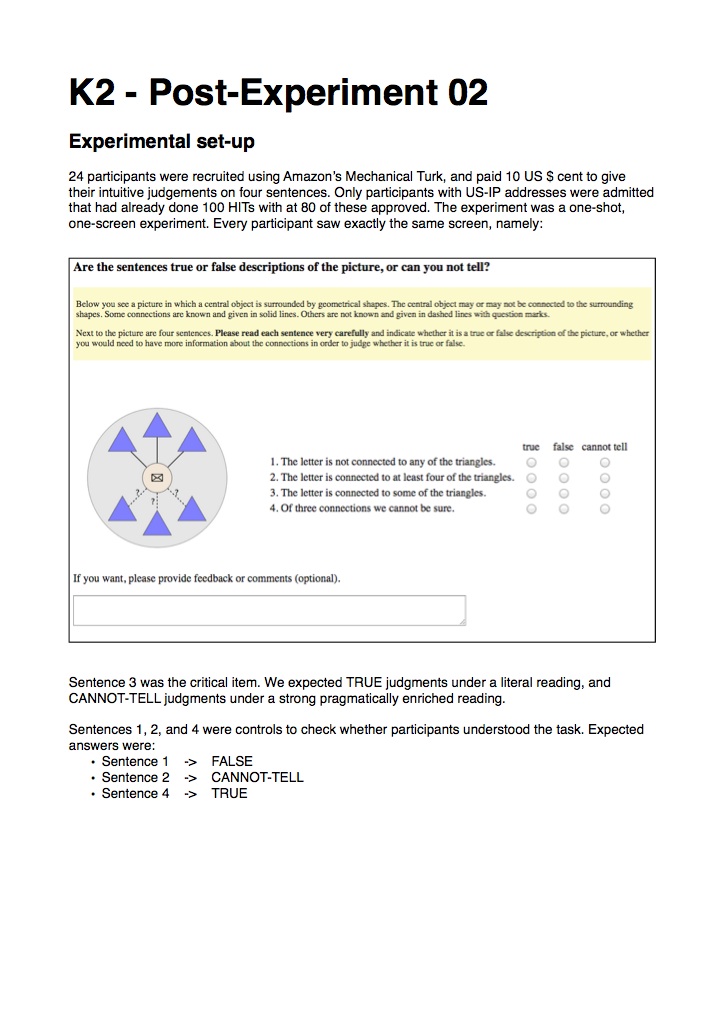 K2 - Post-Experiment 02
Experimental set-up
24 participants were recruited using Amazon's Mechanical Turk, and paid 10 US $ cent to give
their intuitive judgements on four sentences. Only participants with US-IP addresses were admitted
that had already done 100 HITs with at 80 of these approved. The experiment was a one-shot,
one-screen experiment. Every participant saw exactly the same screen, namely:
Are the sentences true or false descriptions of the picture, or can you not tell?
Below you see a picture in which a central object is surrounded by geometrical shapes. The central object may or may not be connected to the surrounding
shapes. Some connections are known and given in solid lines. Others are not known and given in dashed lines with question marks.
Next to the picture are four sentences. Please read each sentence very carefully and indicate whether it is a true or false description of the picture, or whether
you would need to have more information about the connections in order to judge whether it is true or false.
true false cannot tell
1. The letter is not connected to any of the triangles.
2. The letter is connected to at least four of the triangles.
3. The letter is connected to some of the triangles.
4. Of three connections we cannot be sure.
? ? ?
If you want, please provide feedback or comments (optional).
Sentence 3 was the critical item. We expected TRUE judgments under a literal reading, and
CANNOT-TELL judgments under a strong pragmatically enriched reading.
Sentences 1, 2, and 4 were controls to check whether participants understood the task. Expected
answers were:
• Sentence 1 -> FALSE
• Sentence 2 -> CANNOT-TELL
• Sentence 4 -> TRUE